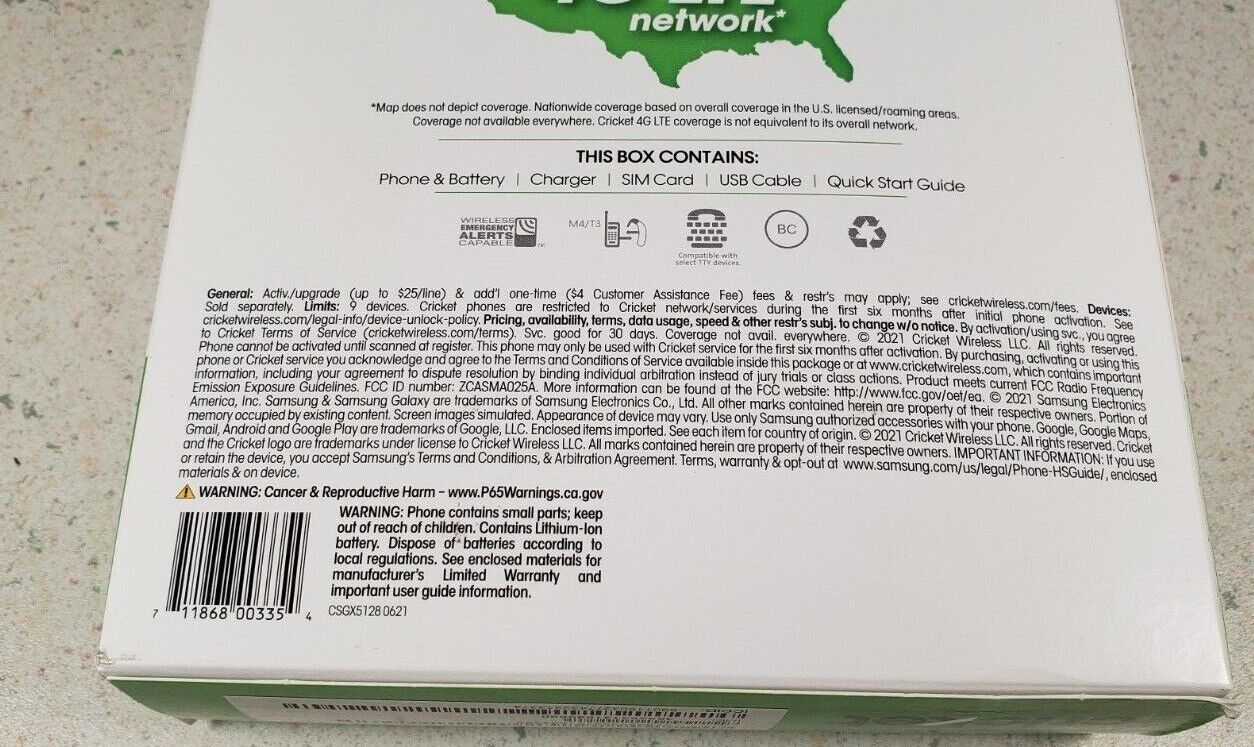 network*
*Map does not depict coverage. Nationwide coverage based on overall coverage in the U.S. licensed/roaming areas.
Coverage not available everywhere. Cricket 4G LTE coverage is not equivalent to its overall network.
THIS BOX CONTAINS:
Phone & Battery | Charger | SIM Card | USB Cable | Quick Start Guide
WIRELESS
EMERGENCY
ALERTS
CAPABLE
TM
M4/T3
Compatible with
select TTY devices.
BC
General: Activ./upgrade (up to $25/line) & add'l one-time ($4 Customer Assistance Fee) fees & restr's may apply; see cricketwireless.com/fees. Devices:
Sold separately. Limits: 9 devices. Cricket phones are restricted to Cricket network/services during the first six months after initial phone activation. See
cricketwireless.com/legal-info/device-unlock-policy. Pricing, availability, terms, data usage, speed & other restr's subj. to change w/o notice. By activation/using svc., you agree
to Cricket Terms of Service (cricketwireless.com/terms). Svc. good for 30 days. Coverage not avail. everywhere. © 2021 Cricket Wireless LLC. All rights reserved.
Phone cannot be activated until scanned at register. This phone may only be used with Cricket service for the first six months after activation. By purchasing, activating or using this
phone or Cricket service you acknowledge and agree to the Terms and Conditions of Service available inside this package or at www.cricketwireless.com, which contains important
information, including your agreement to dispute resolution by binding individual arbitration instead of jury trials or class actions. Product meets current FCC Radio Frequency
Emission Exposure Guidelines. FCC ID number: ZCASMA025A. More information can be found at the FCC website: http://www.fcc.gov/oet/ea. © 2021 Samsung Electronics
America, Inc. Samsung & Samsung Galaxy are trademarks of Samsung Electronics Co., Ltd. All other marks contained herein are property of their respective owners. Portion of
memory occupied by existing content. Screen images simulated. Appearance of device may vary. Use only Samsung authorized accessories with your phone. Google, Google Maps,
Gmail, Android and Google Play are trademarks of Google, LLC. Enclosed items imported. See each item for country of origin. © 2021 Cricket Wireless LLC. All rights reserved. Cricket
and the Cricket logo are trademarks under license to Cricket Wireless LLC. All marks contained herein are property of their respective owners. IMPORTANT INFORMATION: If you use
or retain the device, you accept Samsung's Terms and Conditions, & Arbitration Agreement. Terms, warranty & opt-out at www.samsung.com/us/legal/Phone-HSGuide/, enclosed
materials & on device.
WARNING: Cancer & Reproductive Harm – www.P65Warnings.ca.gov
WARNING: Phone contains small parts; keep
out of reach of children. Contains Lithium-Ion
battery. Dispose of batteries according to
local regulations. See enclosed materials for
manufacturer's Limited Warranty and
important user guide information.
7 11868 00335 4
CSGX5128 0621